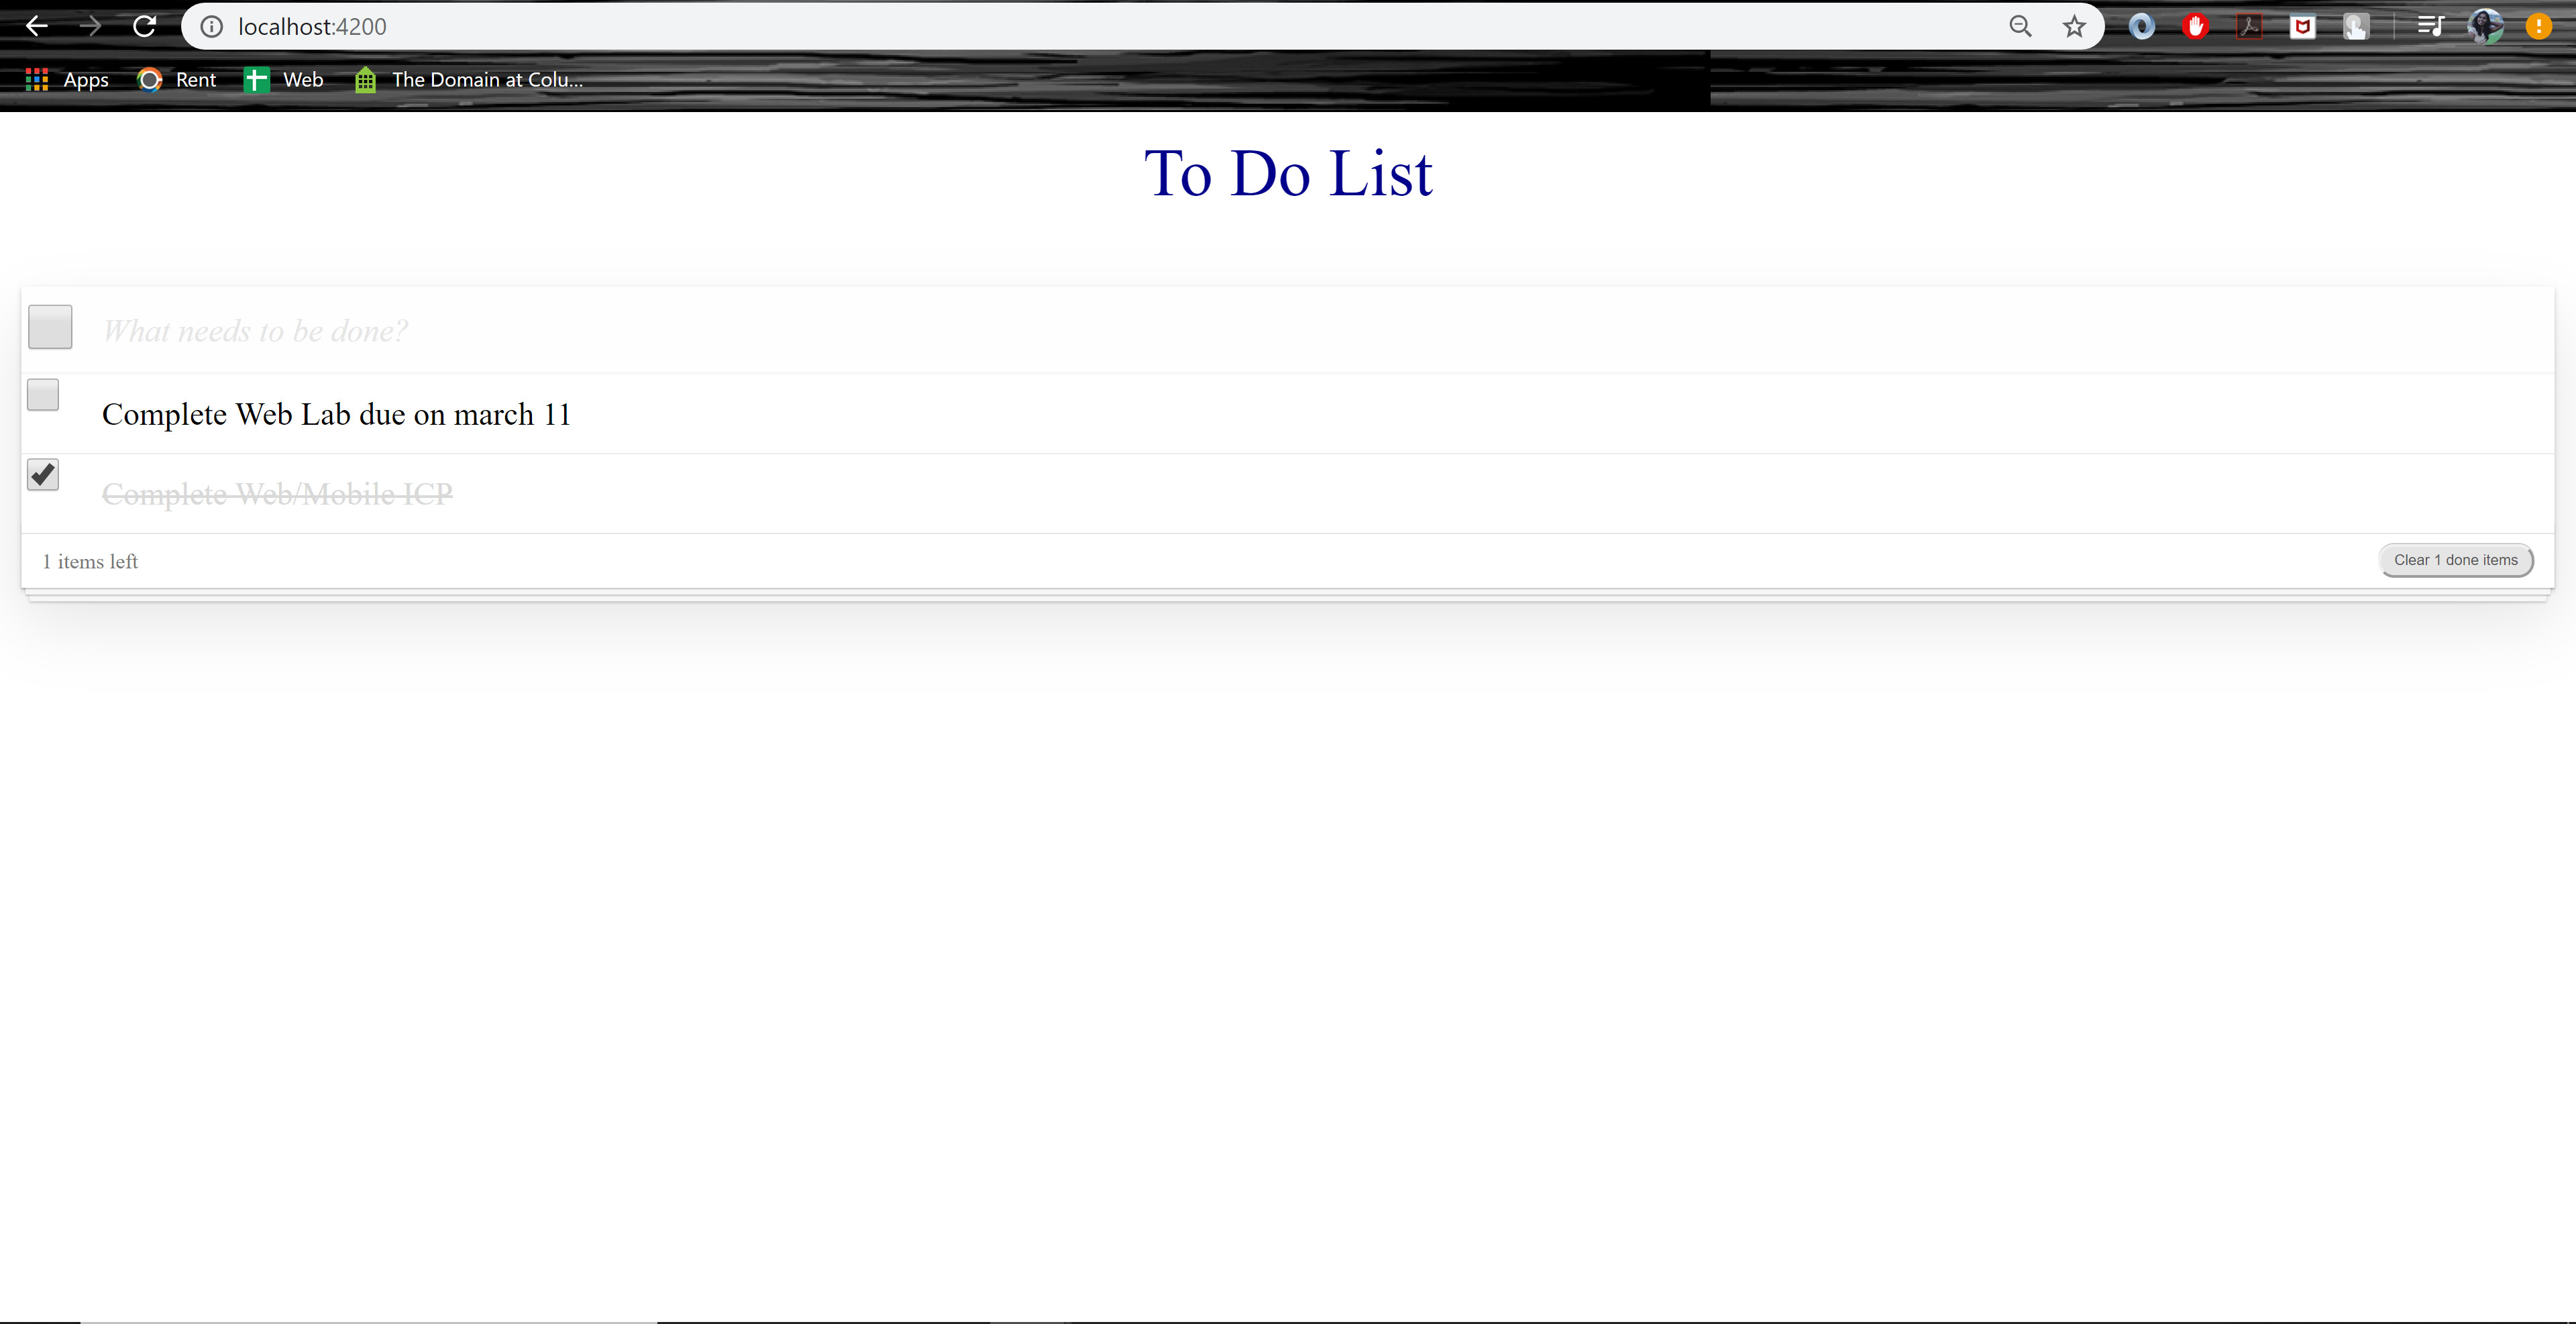 localhost:4200
Apps Rent Web The Domain at Colu...
To Do List
What needs to be done?
Complete Web Lab due on march 11
Complete Web/Mobile ICP
1 items left Clear 1 done items